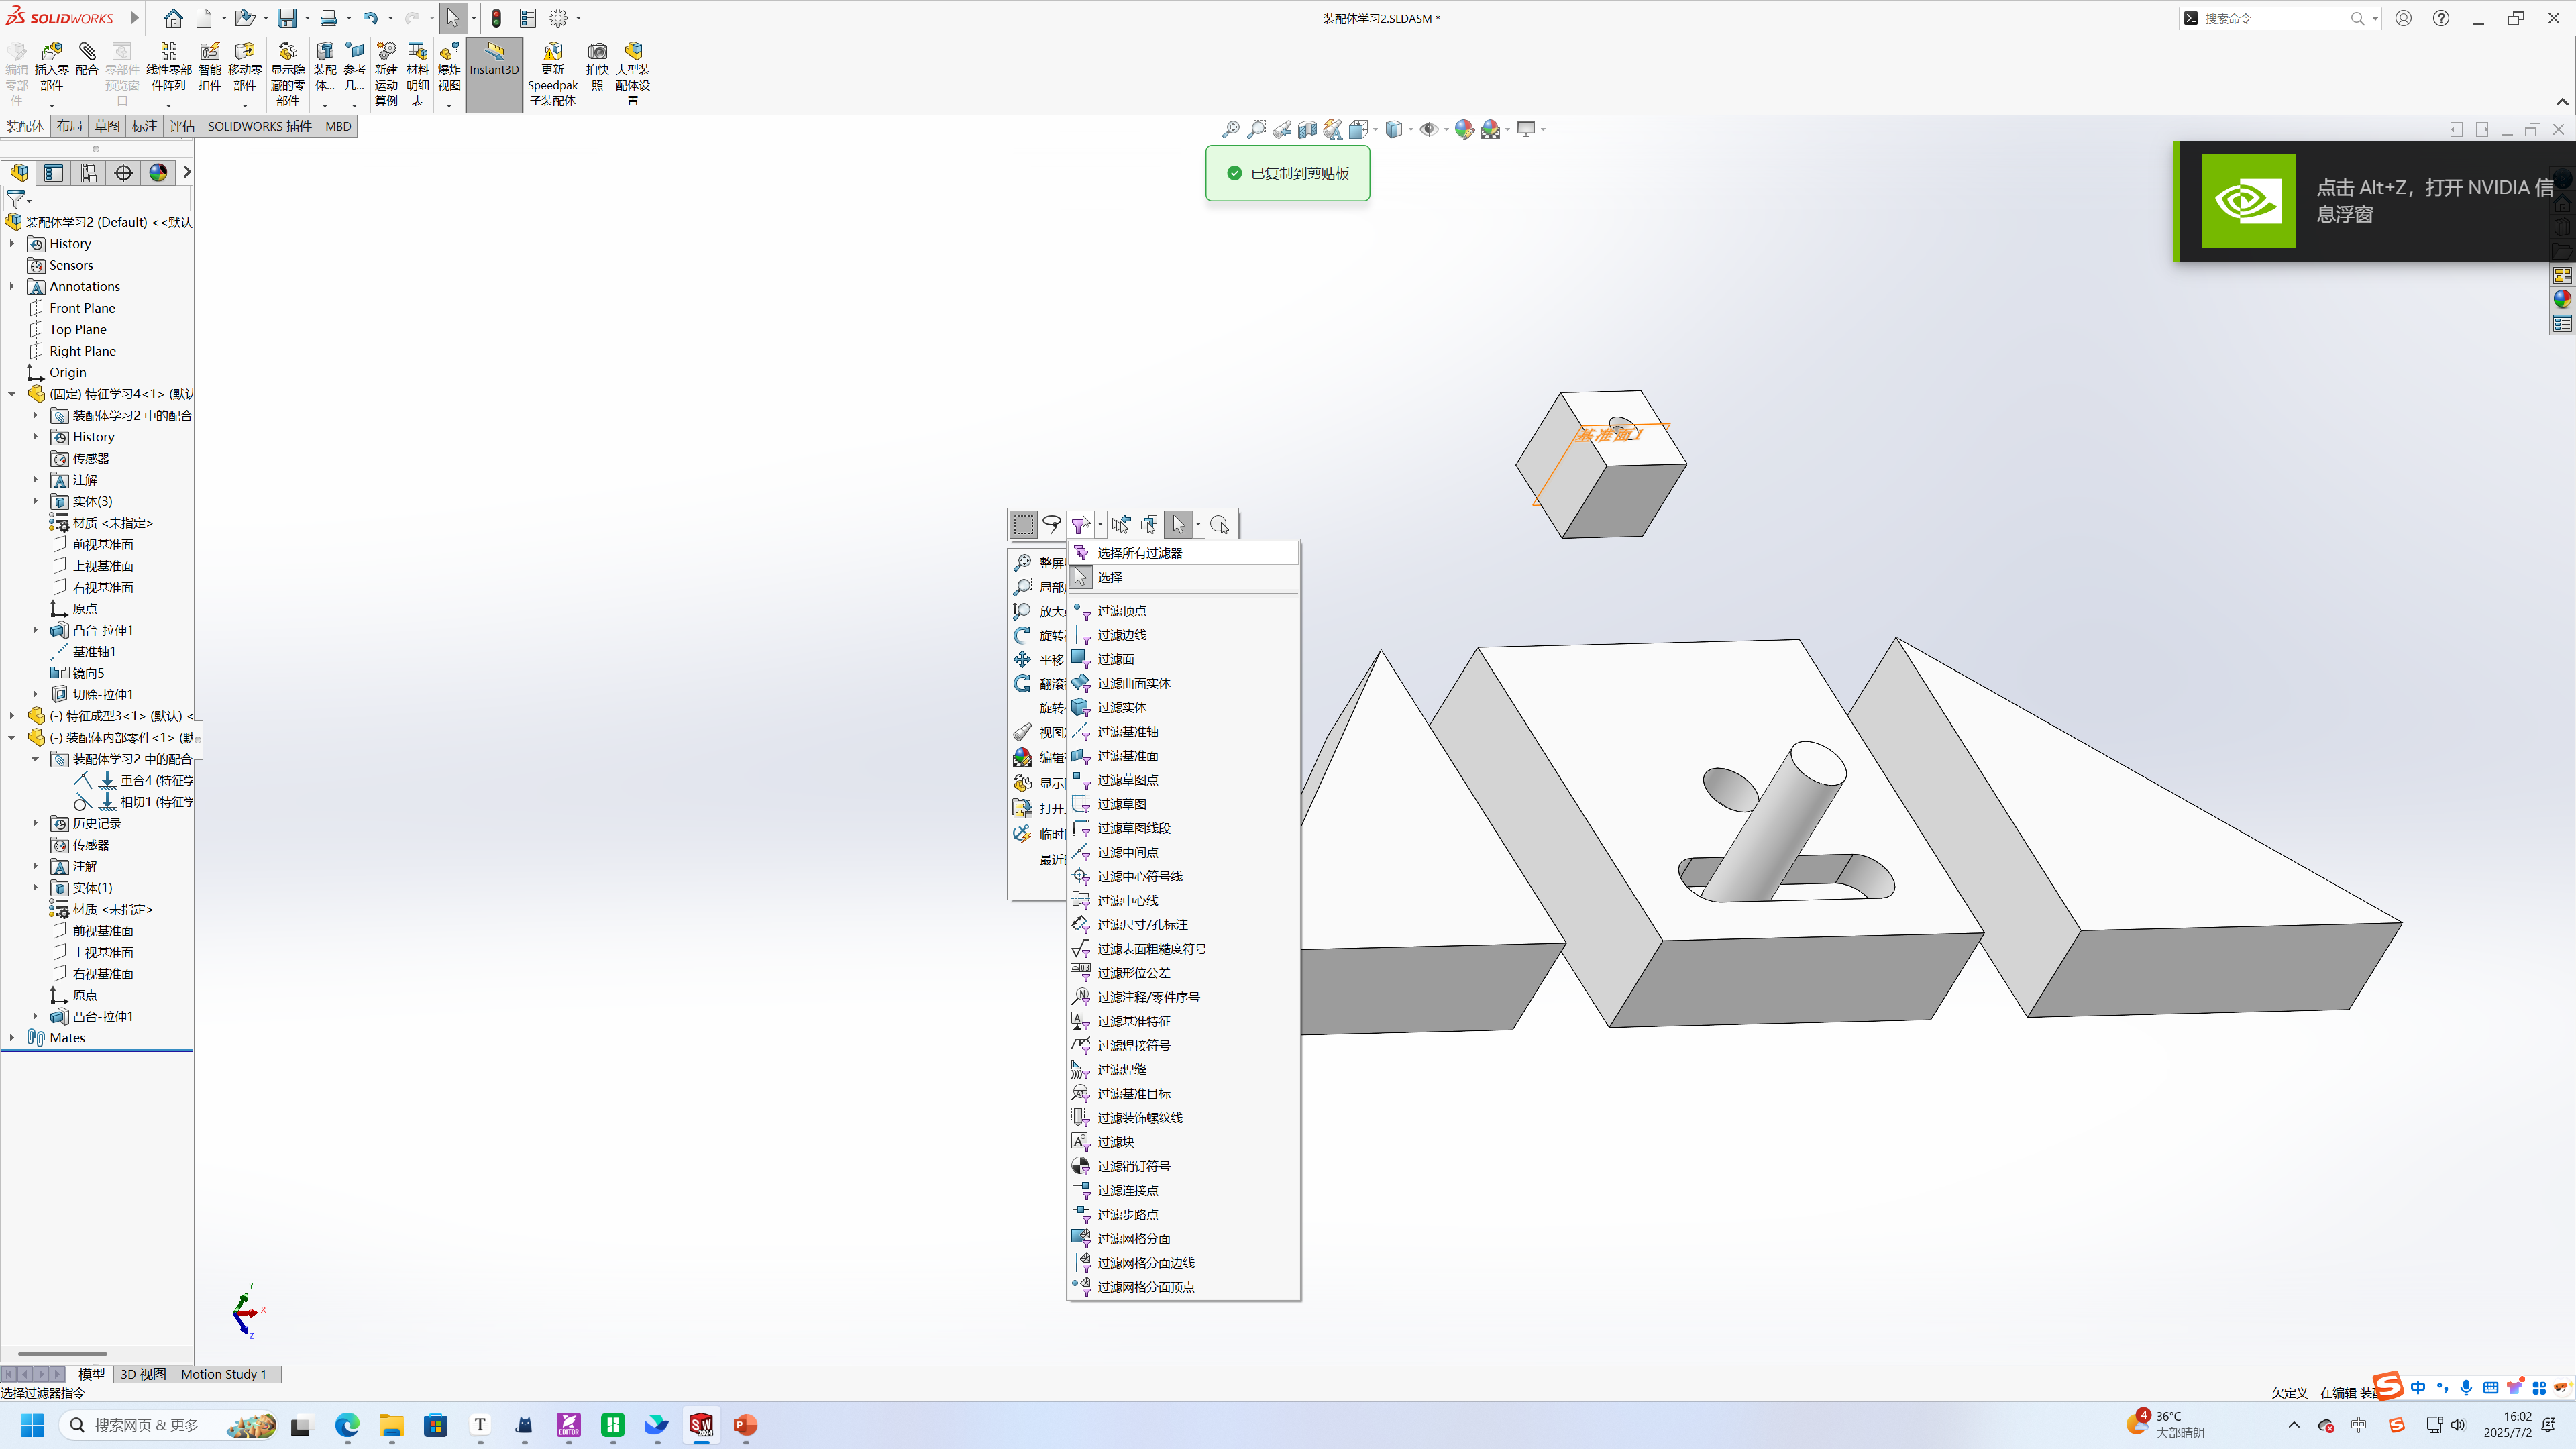 SOLIDWORKS
装配体学习2.SLDASM *
搜索命令
编辑零部件
插入零部件
配合
零部件预览窗口
线性零部件阵列
智能扣件
移动零部件
显示隐藏的零部件
装配体...
参考几...
新建运动算例
材料明细表
爆炸视图
Instant3D
更新 Speedpak 子装配体
拍快照
大型装配体设置
装配体 布局 草图 标注 评估 SOLIDWORKS 插件 MBD
已复制到剪贴板
点击 Alt+Z，打开 NVIDIA 信
息浮窗
装配体学习2 (Default) <<默认
History
Sensors
Annotations
Front Plane
Top Plane
Right Plane
Origin
(固定) 特征学习4<1> (默认
装配体学习2 中的配合
History
传感器
注解
实体(3)
材质 <未指定>
前视基准面
上视基准面
右视基准面
原点
凸台-拉伸1
基准轴1
镜向5
切除-拉伸1
(-) 特征成型3<1> (默认) <
(-) 装配体内部零件<1> (默
装配体学习2 中的配合
重合4 (特征学
相切1 (特征学
历史记录
传感器
注解
实体(1)
材质 <未指定>
前视基准面
上视基准面
右视基准面
原点
凸台-拉伸1
Mates
基准面1
整屏
局部
放大
旋转
平移
翻滚
旋转
视图
编辑
显示
打开
临时
最近
选择所有过滤器
选择
过滤顶点
过滤边线
过滤面
过滤曲面实体
过滤实体
过滤基准轴
过滤基准面
过滤草图点
过滤草图
过滤草图线段
过滤中间点
过滤中心符号线
过滤中心线
过滤尺寸/孔标注
过滤表面粗糙度符号
过滤形位公差
过滤注释/零件序号
过滤基准特征
过滤焊接符号
过滤焊缝
过滤基准目标
过滤装饰螺纹线
过滤块
过滤销钉符号
过滤连接点
过滤步路点
过滤网格分面
过滤网格分面边线
过滤网格分面顶点
Y
X
Z
模型 3D 视图 Motion Study 1
选择过滤器指令
欠定义 在编辑 装配
中
搜索网页 & 更多
T
EDITOR
SW
2024
P
4
36°C
大部晴朗
中
16:02
2025/7/2